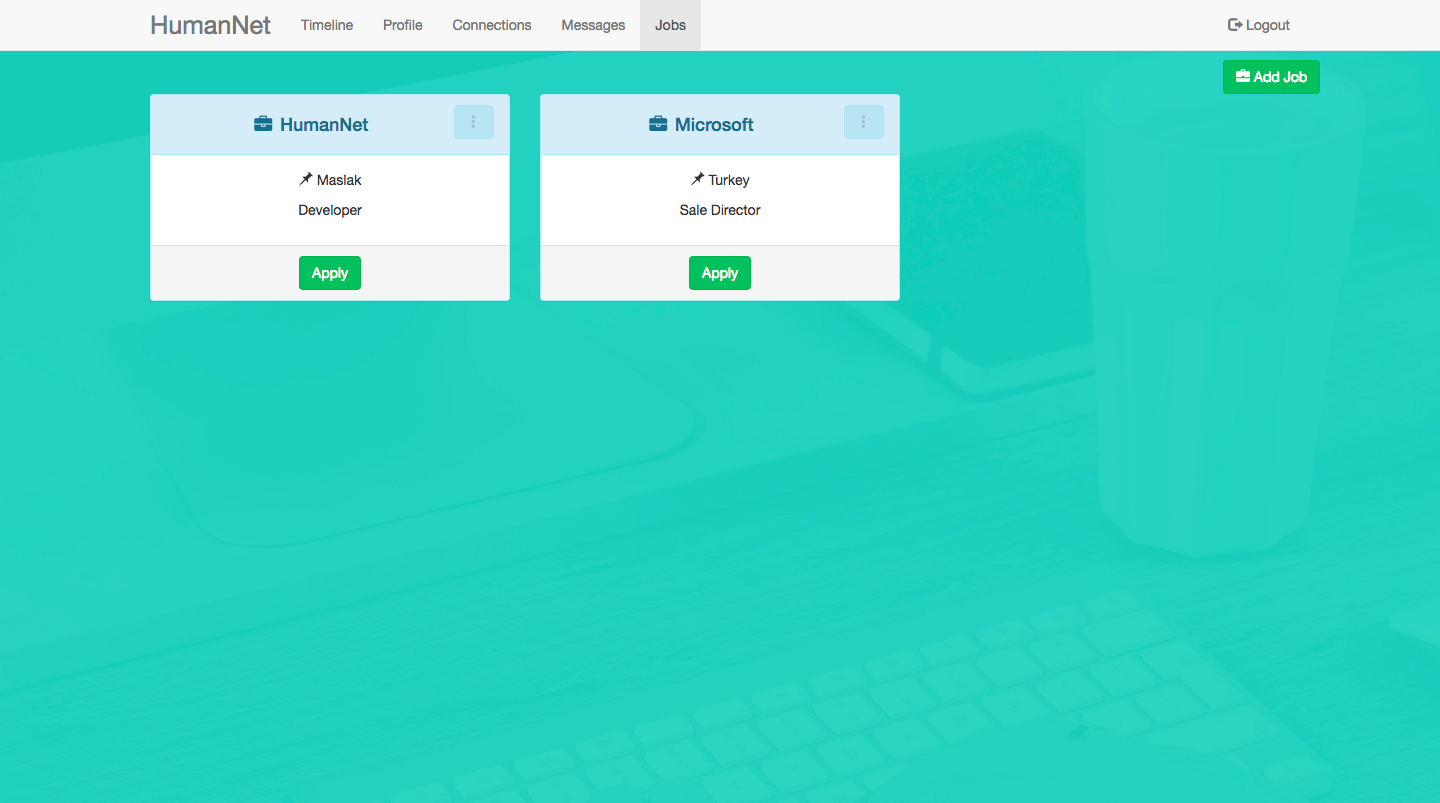 HumanNet Timeline Profile Connections Messages Jobs Logout
Add Job
HumanNet
Maslak
Developer
Apply
Microsoft
Turkey
Sale Director
Apply